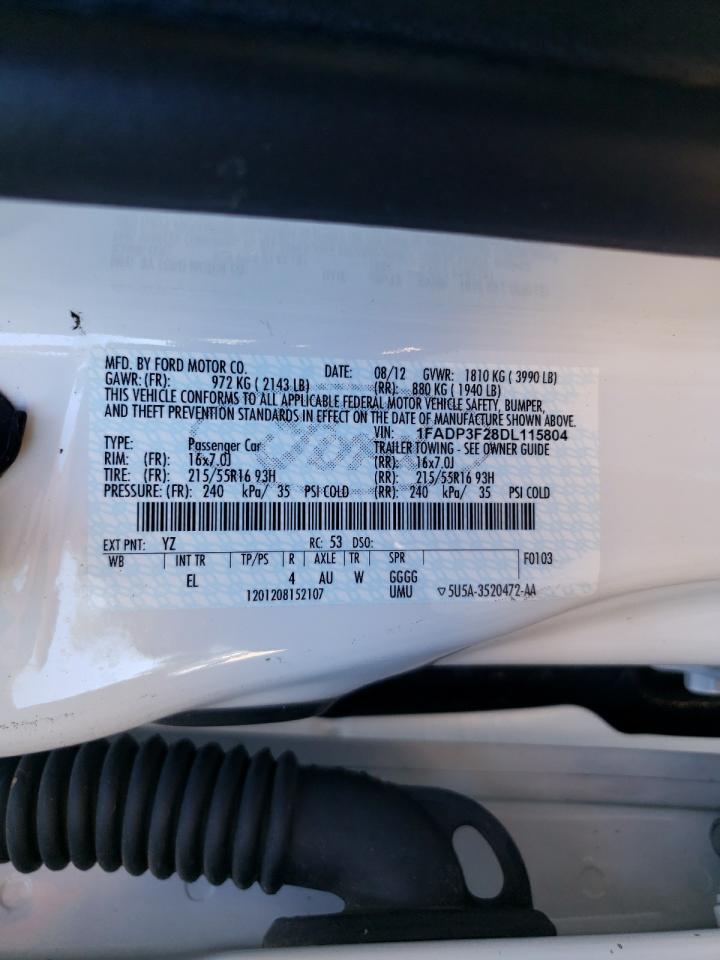 MFD. BY FORD MOTOR CO. DATE: 08/12 GVWR: 1810 KG ( 3990 LB)
GAWR: (FR): 972 KG ( 2143 LB) (RR): 880 KG ( 1940 LB)
THIS VEHICLE CONFORMS TO ALL APPLICABLE FEDERAL MOTOR VEHICLE SAFETY, BUMPER,
AND THEFT PREVENTION STANDARDS IN EFFECT ON THE DATE OF MANUFACTURE SHOWN ABOVE.
VIN: 1FADP3F28DL115804
TYPE: Passenger Car TRAILER TOWING - SEE OWNER GUIDE
RIM: (FR): 16x7.0J (RR): 16x7.0J
TIRE: (FR): 215/55R16 93H (RR): 215/55R16 93H
PRESSURE: (FR): 240 kPa/ 35 PSI COLD (RR): 240 kPa/ 35 PSI COLD
EXT PNT: YZ RC: 53 DSO:
WB INT TR TP/PS R AXLE TR SPR F0103
EL 4 AU W GGGG
1201208152107 UMU ▽5U5A-3520472-AA